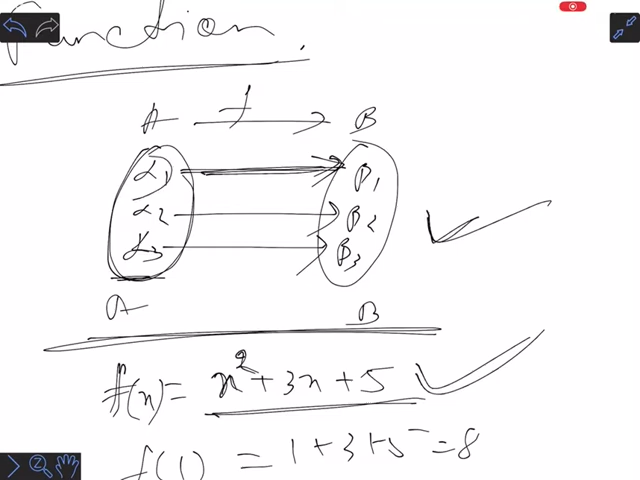 Function.
A f B
α1 β1
α2 β2
α3 β3
A B
f(x) = x² + 3x + 5
f(1) = 1 + 3 + 5 = 8